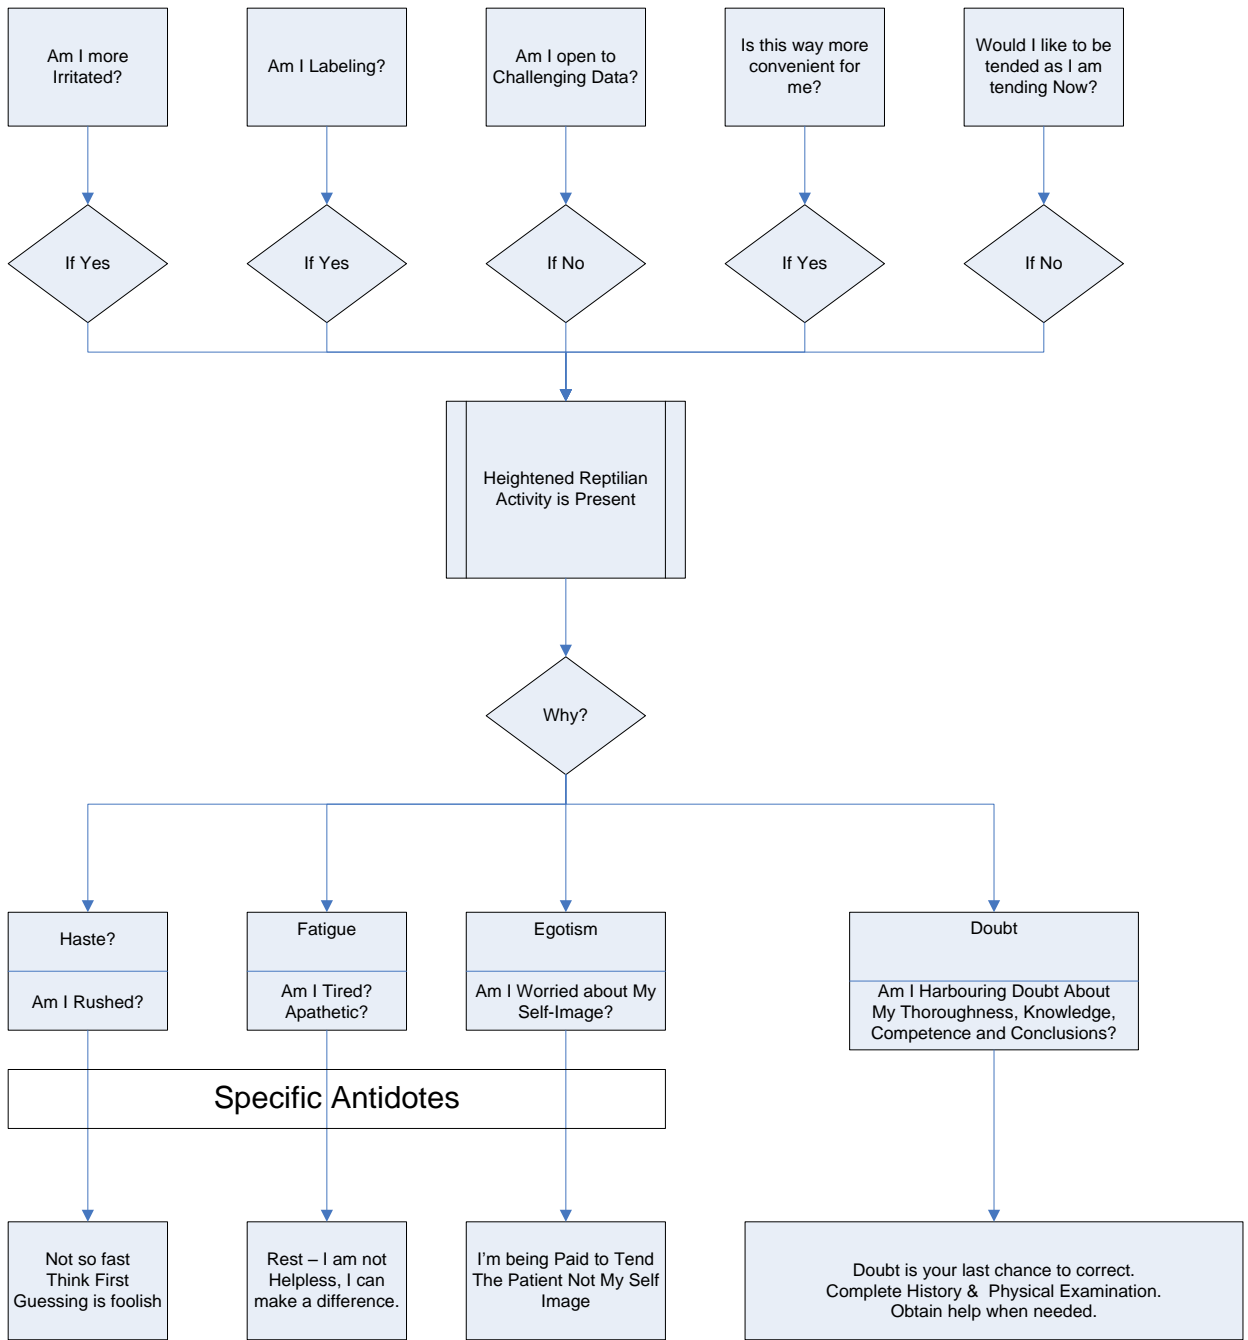 Am I more
Irritated?
Am I Labeling?
Am I open to
Challenging Data?
Is this way more
convenient for
me?
Would I like to be
tended as I am
tending Now?
If Yes
If Yes
If No
If Yes
If No
Heightened Reptilian
Activity is Present
Why?
Haste?
Am I Rushed?
Fatigue
Am I Tired?
Apathetic?
Egotism
Am I Worried about My
Self-Image?
Doubt
Am I Harbouring Doubt About
My Thoroughness, Knowledge,
Competence and Conclusions?
Specific Antidotes
Not so fast
Think First
Guessing is foolish
Rest – I am not
Helpless, I can
make a difference.
I’m being Paid to Tend
The Patient Not My Self
Image
Doubt is your last chance to correct.
Complete History &  Physical Examination.
Obtain help when needed.